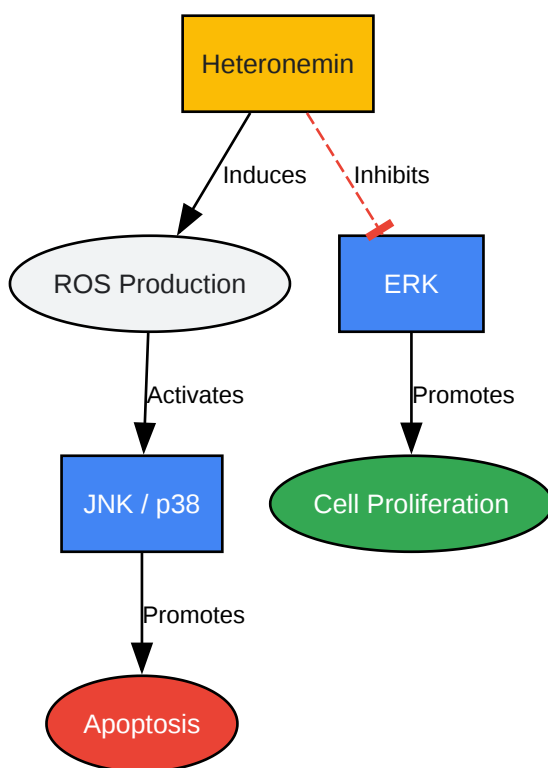 Heteronemin
Induces
Inhibits
ROS Production
ERK
Activates
Promotes
JNK / p38
Cell Proliferation
Promotes
Apoptosis